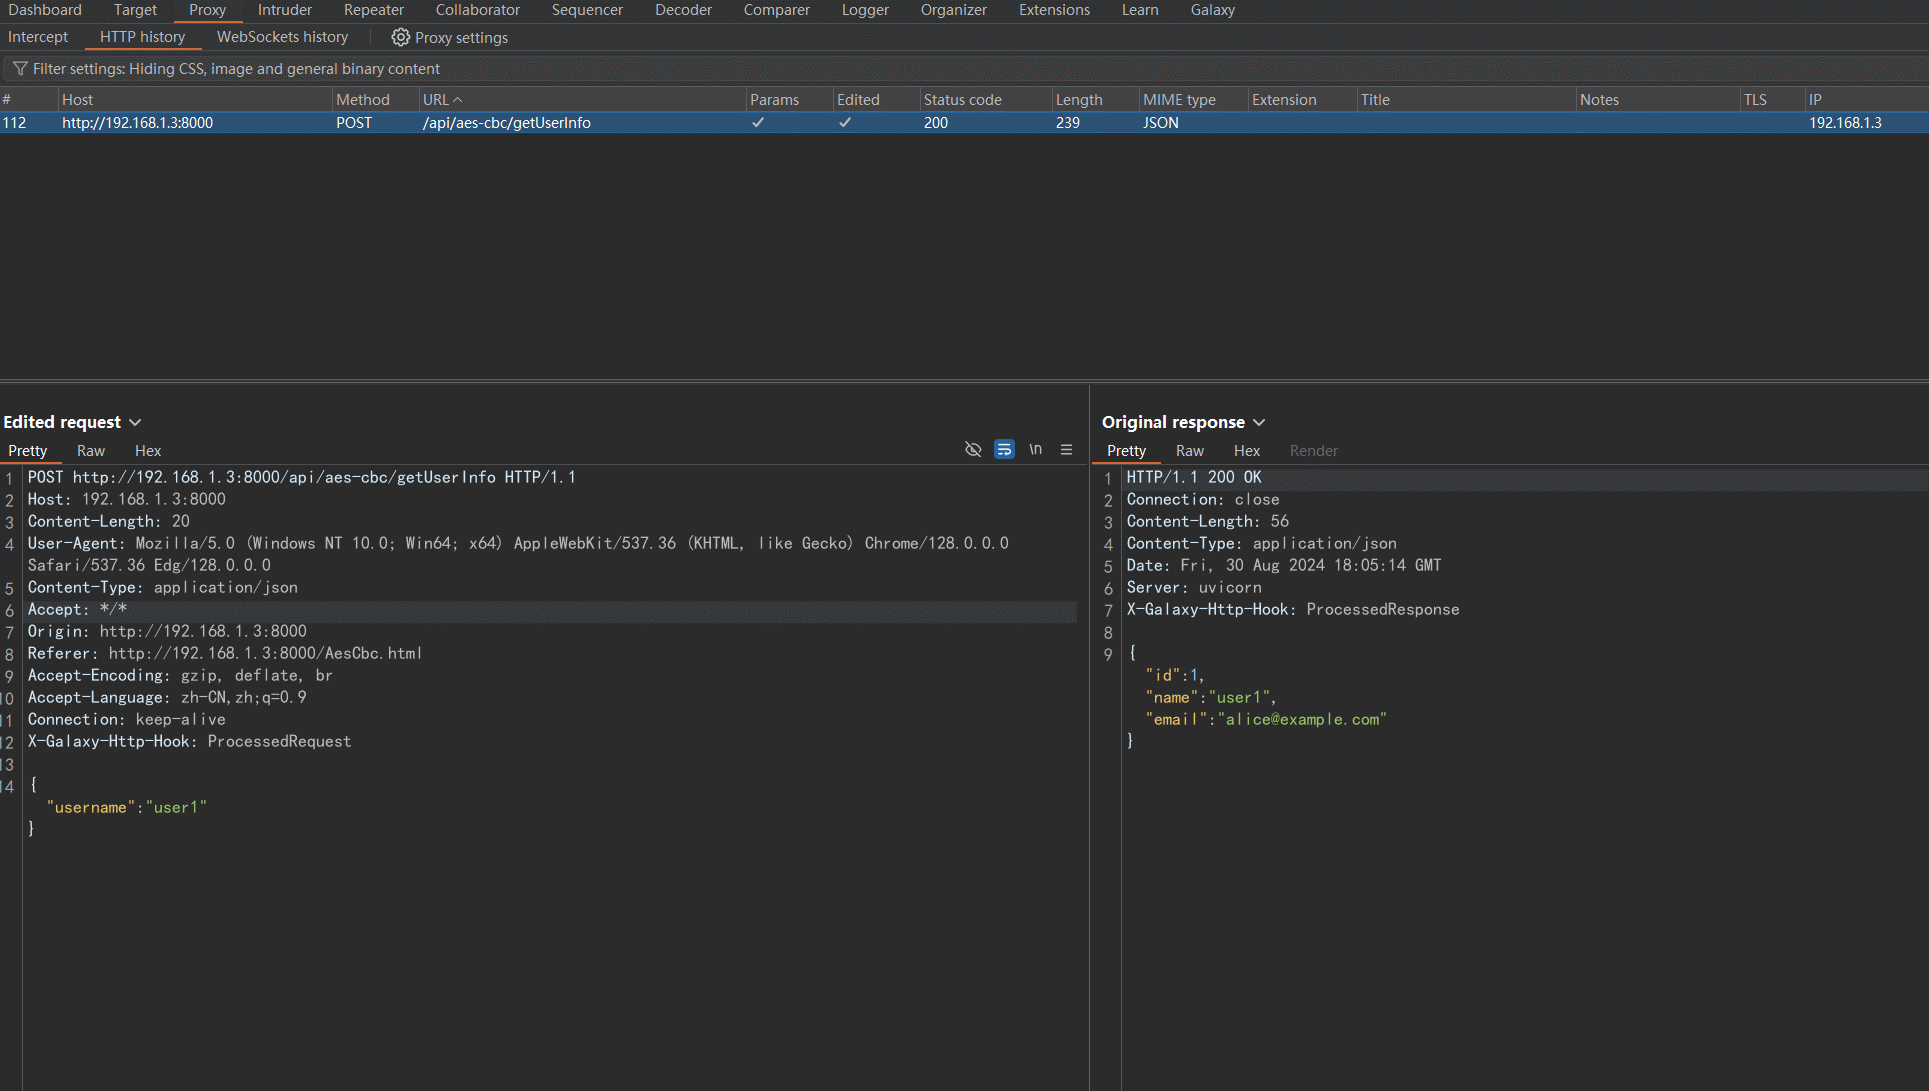 Dashboard Target Proxy Intruder Repeater Collaborator Sequencer Decoder Comparer Logger Organizer Extensions Learn Galaxy
Intercept HTTP history WebSockets history Proxy settings
Filter settings: Hiding CSS, image and general binary content
# Host Method URL Params Edited Status code Length MIME type Extension Title Notes TLS IP
112 http://192.168.1.3:8000 POST /api/aes-cbc/getUserInfo ✓ ✓ 200 239 JSON 192.168.1.3
Edited request
Pretty Raw Hex \n
1 POST http://192.168.1.3:8000/api/aes-cbc/getUserInfo HTTP/1.1
2 Host: 192.168.1.3:8000
3 Content-Length: 20
4 User-Agent: Mozilla/5.0 (Windows NT 10.0; Win64; x64) AppleWebKit/537.36 (KHTML, like Gecko) Chrome/128.0.0.0
Safari/537.36 Edg/128.0.0.0
5 Content-Type: application/json
6 Accept: */*
7 Origin: http://192.168.1.3:8000
8 Referer: http://192.168.1.3:8000/AesCbc.html
9 Accept-Encoding: gzip, deflate, br
10 Accept-Language: zh-CN,zh;q=0.9
11 Connection: keep-alive
12 X-Galaxy-Http-Hook: ProcessedRequest
13
14 {
"username":"user1"
}
Original response
Pretty Raw Hex Render
1 HTTP/1.1 200 OK
2 Connection: close
3 Content-Length: 56
4 Content-Type: application/json
5 Date: Fri, 30 Aug 2024 18:05:14 GMT
6 Server: uvicorn
7 X-Galaxy-Http-Hook: ProcessedResponse
8
9 {
"id":1,
"name":"user1",
"email":"alice@example.com"
}